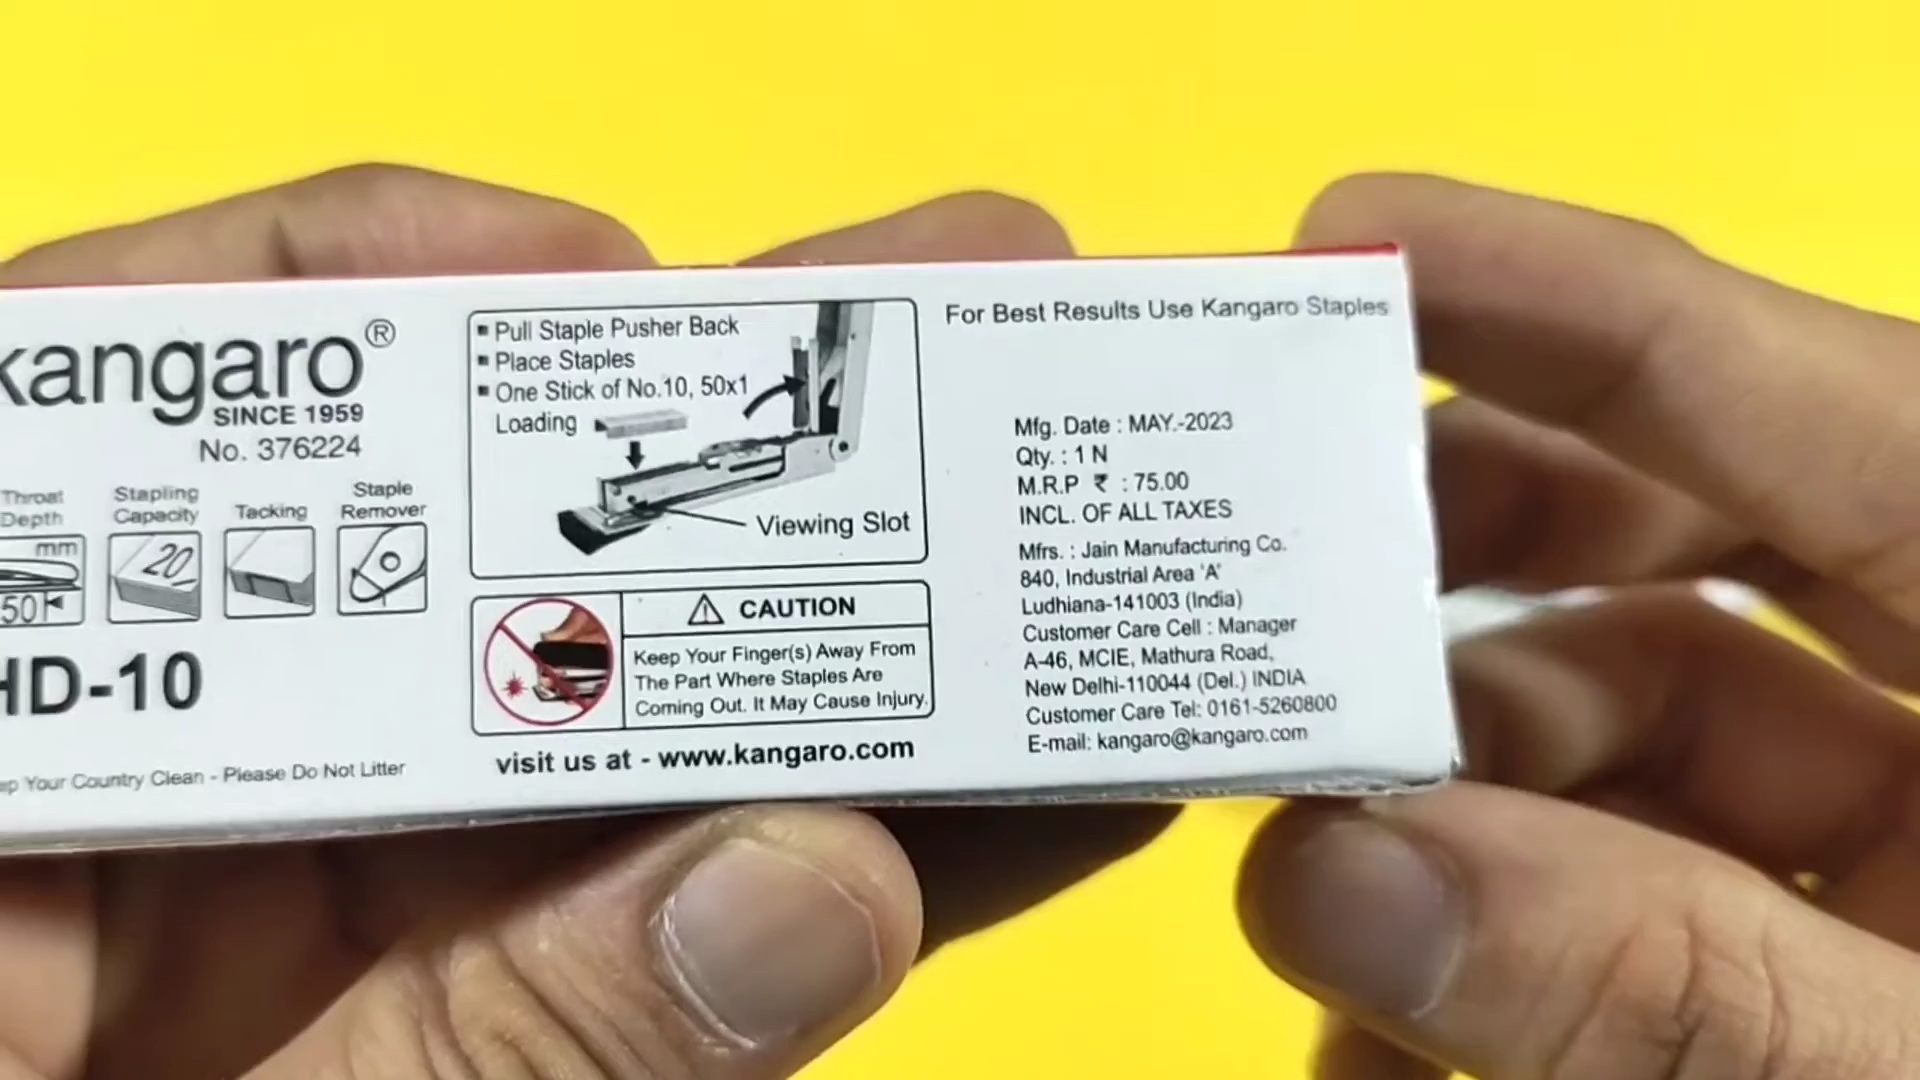 kangaro®
SINCE 1959
No. 376224
Throat
Depth
mm
50
Stapling
Capacity
20
Tacking
Staple
Remover
HD-10
Your Country Clean - Please Do Not Litter
▪ Pull Staple Pusher Back
▪ Place Staples
▪ One Stick of No.10, 50x1
Loading
Viewing Slot
CAUTION
Keep Your Finger(s) Away From
The Part Where Staples Are
Coming Out. It May Cause Injury.
visit us at - www.kangaro.com
For Best Results Use Kangaro Staples
Mfg. Date : MAY.-2023
Qty. : 1 N
M.R.P ₹ : 75.00
INCL. OF ALL TAXES
Mfrs. : Jain Manufacturing Co.
840, Industrial Area 'A'
Ludhiana-141003 (India)
Customer Care Cell : Manager
A-46, MCIE, Mathura Road,
New Delhi-110044 (Del.) INDIA
Customer Care Tel: 0161-5260800
E-mail: kangaro@kangaro.com